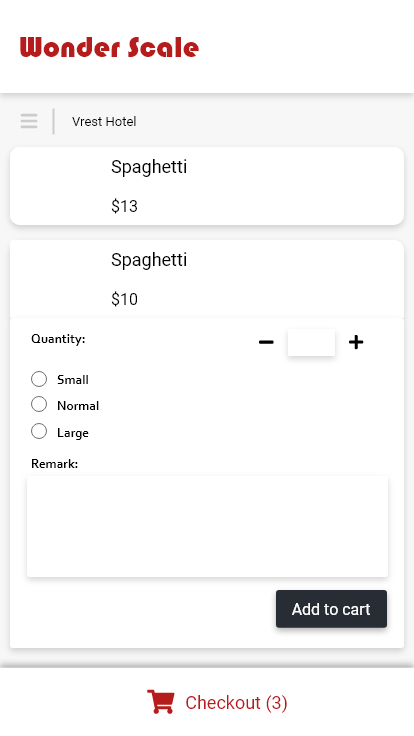 Wonder Scale
Vrest Hotel
Spaghetti
$13
Spaghetti
$10
Quantity:
Small
Normal
Large
Remark:
Add to cart
Checkout (3)